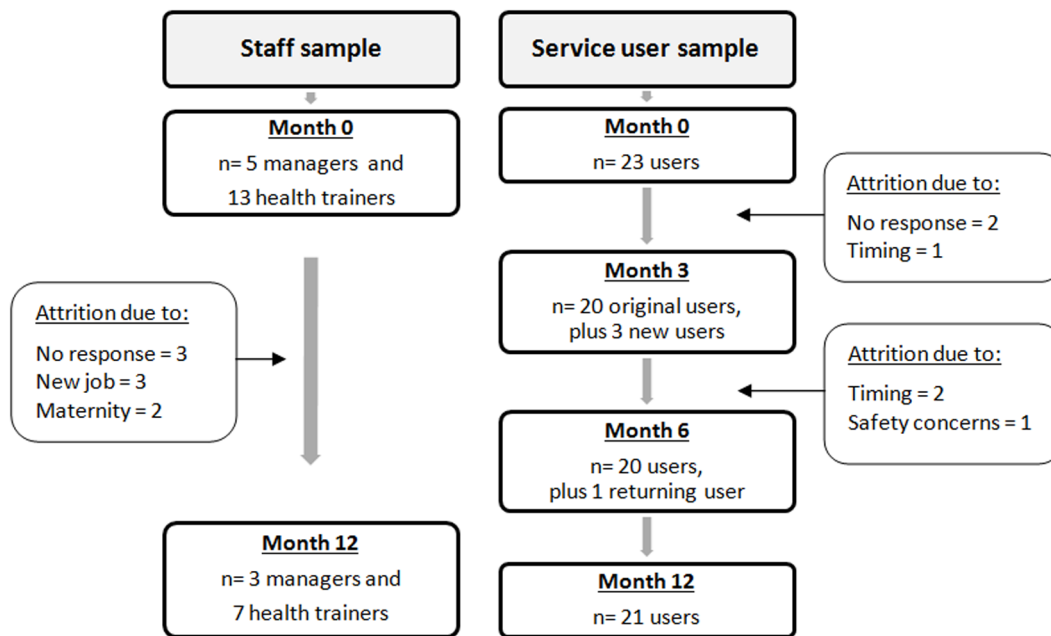 Staff sample
Service user sample
Month 0
n= 5 managers and
13 health trainers
Month 0
n= 23 users
Attrition due to:
No response = 2
Timing = 1
Month 3
n= 20 original users,
plus 3 new users
Attrition due to:
No response = 3
New job = 3
Maternity = 2
Attrition due to:
Timing = 2
Safety concerns = 1
Month 6
n= 20 users,
plus 1 returning user
Month 12
n= 3 managers and
7 health trainers
Month 12
n= 21 users